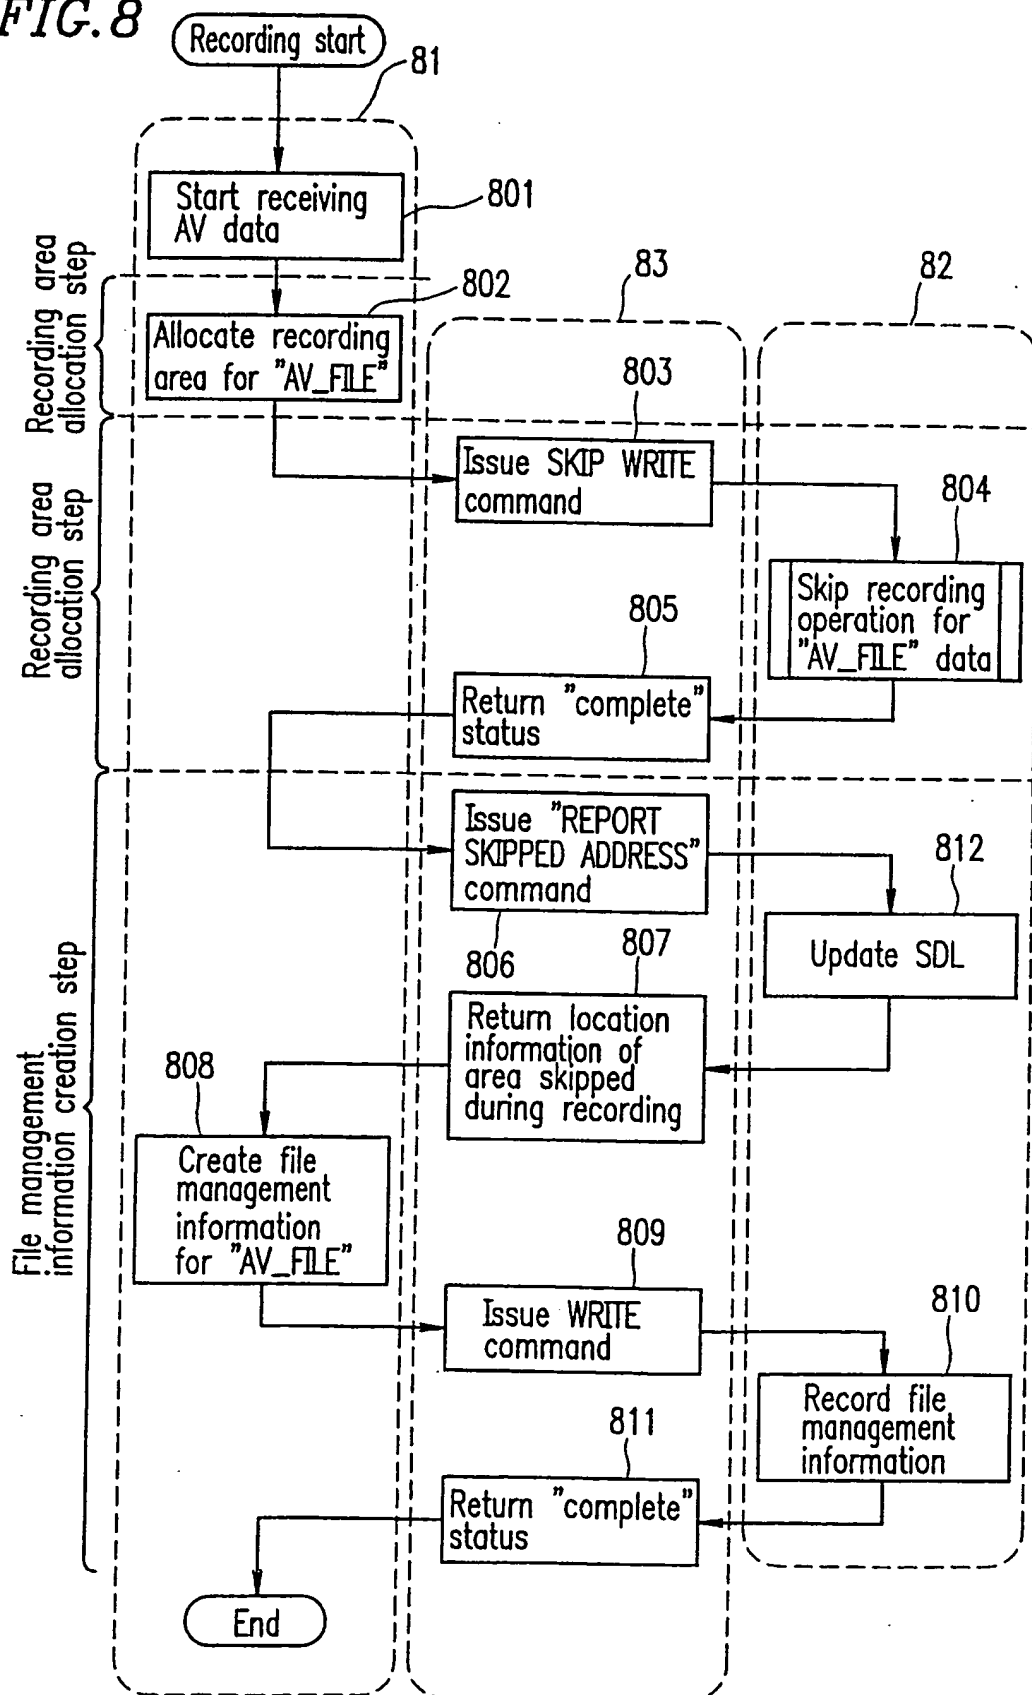 FIG. 8
Recording start
81
Start receiving
AV data
801
Recording area
allocation step
802
Allocate recording
area for "AV_FILE"
83
82
Recording area
allocation step
803
Issue SKIP WRITE
command
804
Skip recording
operation for
"AV_FILE" data
805
Return "complete"
status
File management
information creation step
Issue "REPORT
SKIPPED ADDRESS"
command
806
812
Update SDL
807
Return location
information of
area skipped
during recording
808
Create file
management
information
for "AV_FILE"
809
Issue WRITE
command
810
Record file
management
information
811
Return "complete"
status
End